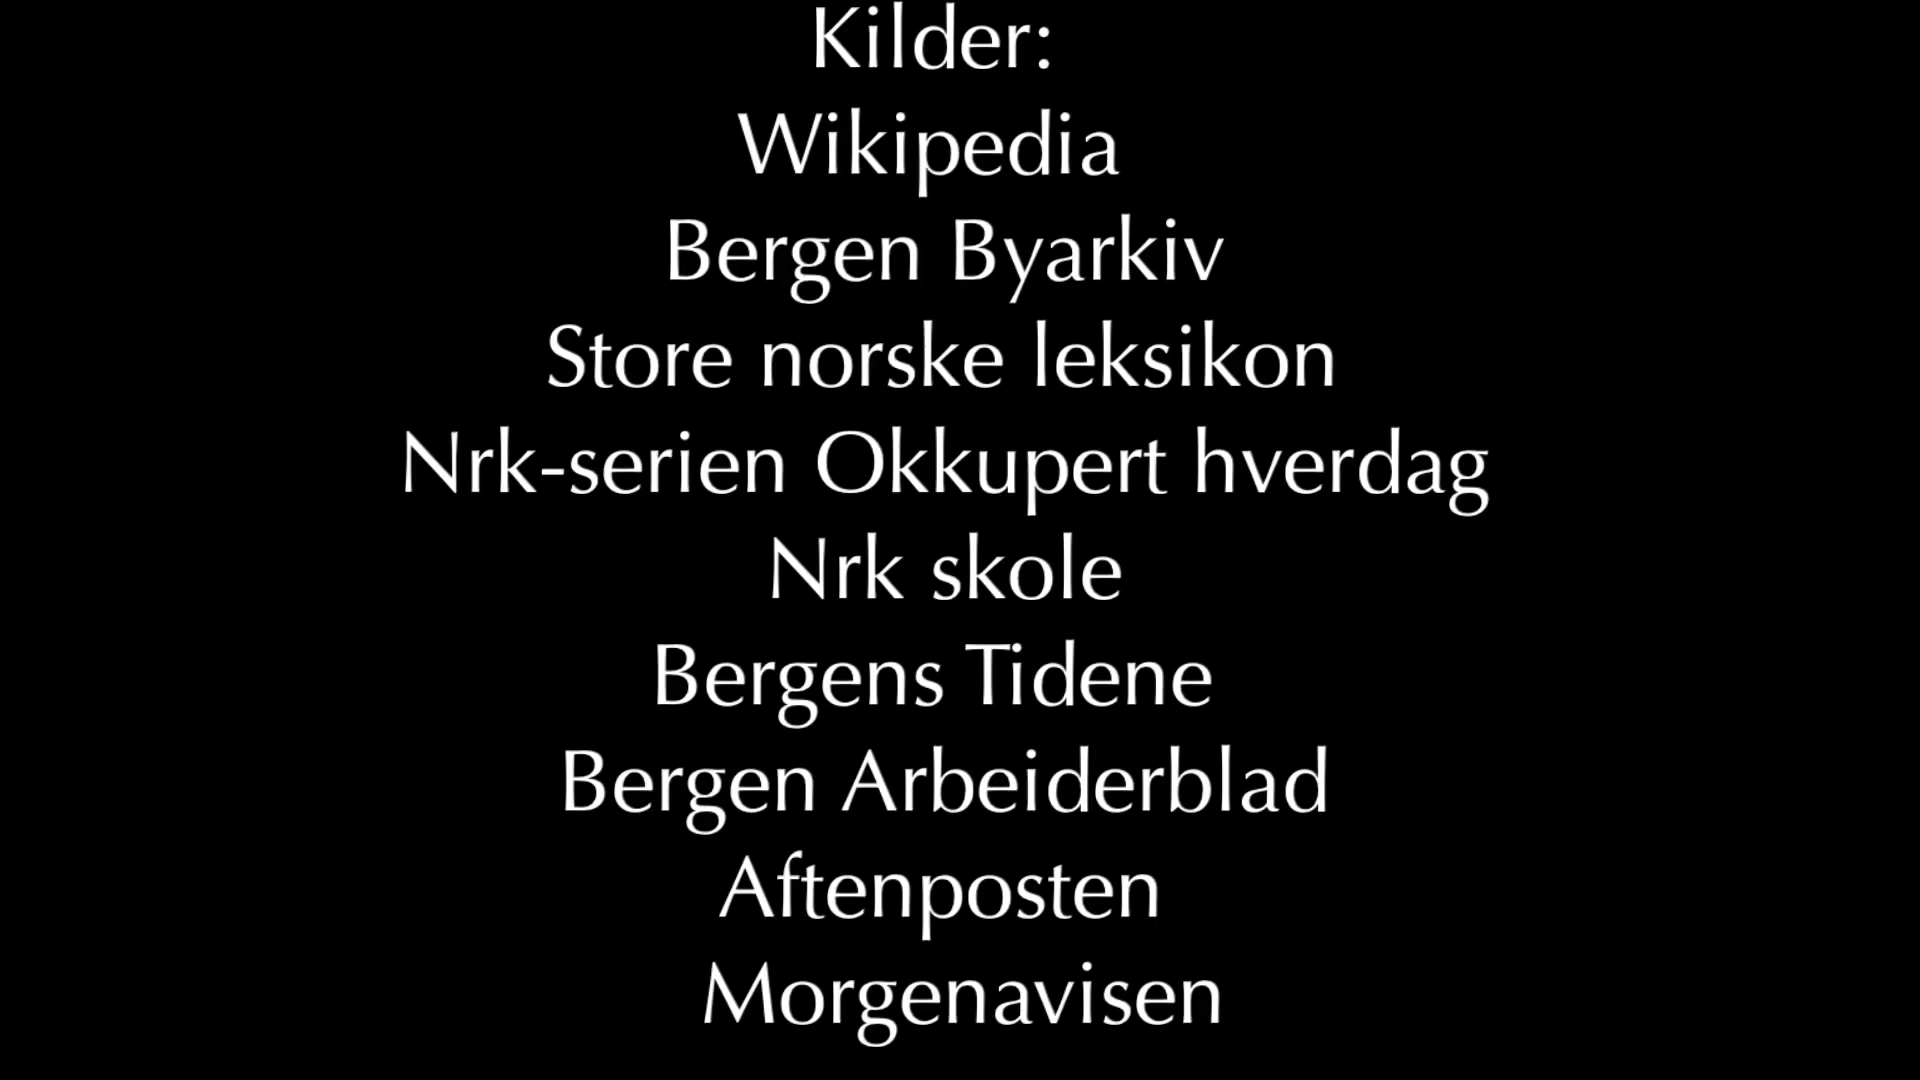 Kilder:
Wikipedia
Bergen Byarkiv
Store norske leksikon
Nrk-serien Okkupert hverdag
Nrk skole
Bergens Tidene
Bergen Arbeiderblad
Aftenposten
Morgenavisen